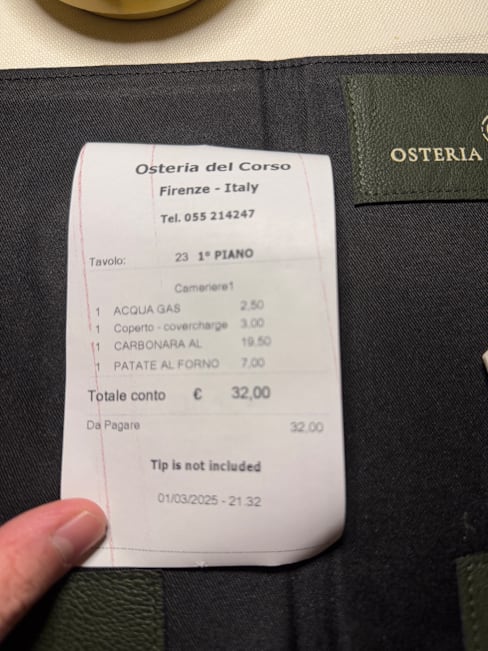 OSTERIA
Osteria del Corso
Firenze - Italy
Tel. 055 214247
Tavolo: 23 1° PIANO
Cameriere1
1 ACQUA GAS 2,50
1 Coperto - covercharge 3,00
1 CARBONARA AL 19,50
1 PATATE AL FORNO 7,00
Totale conto € 32,00
Da Pagare 32,00
Tip is not included
01/03/2025 - 21.32